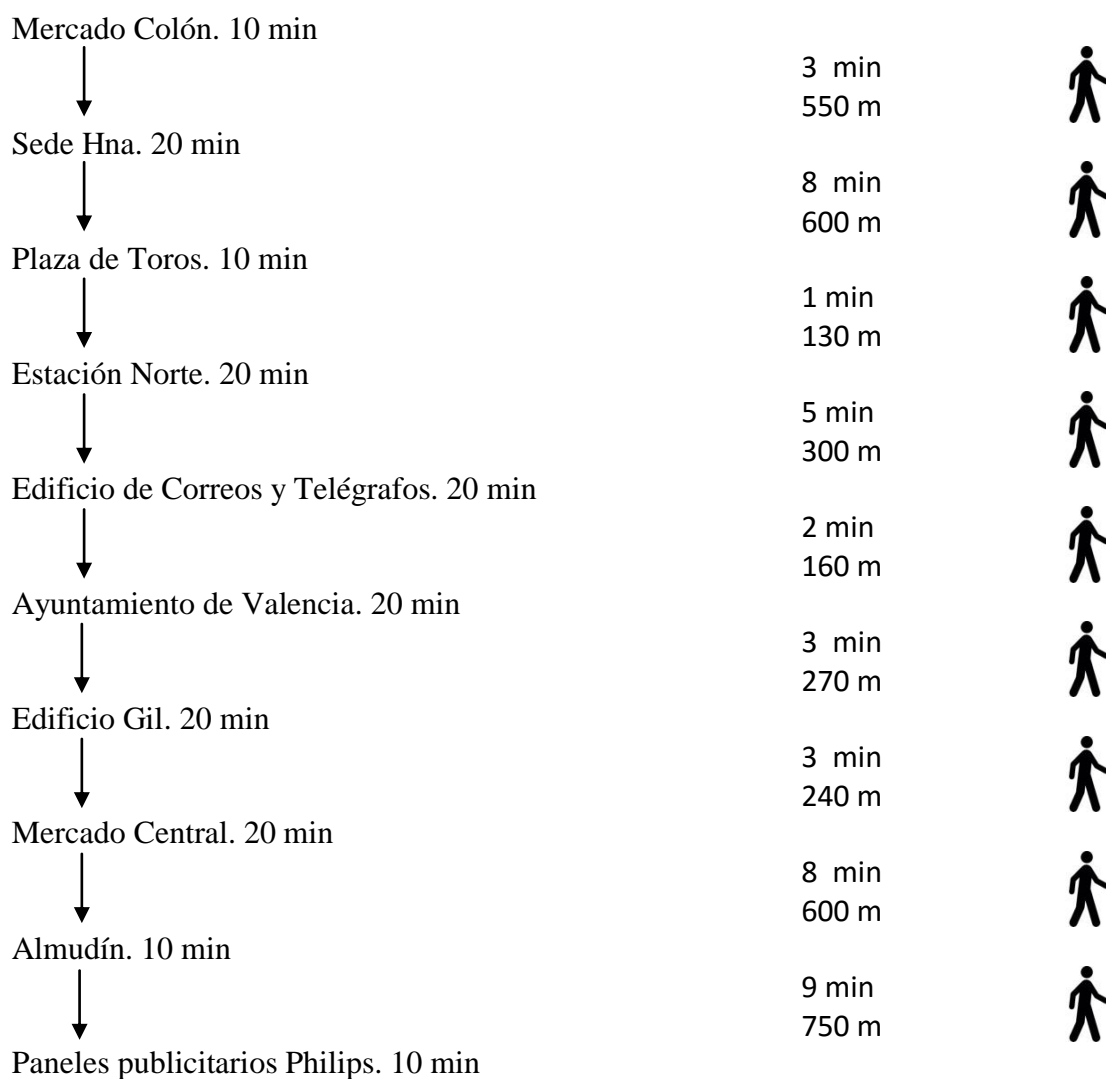 Mercado Colón. 10 min
3 min
550 m
Sede Hna. 20 min
8 min
600 m
Plaza de Toros. 10 min
1 min
130 m
Estación Norte. 20 min
5 min
300 m
Edificio de Correos y Telégrafos. 20 min
2 min
160 m
Ayuntamiento de Valencia. 20 min
3 min
270 m
Edificio Gil. 20 min
3 min
240 m
Mercado Central. 20 min
8 min
600 m
Almudín. 10 min
9 min
750 m
Paneles publicitarios Philips. 10 min